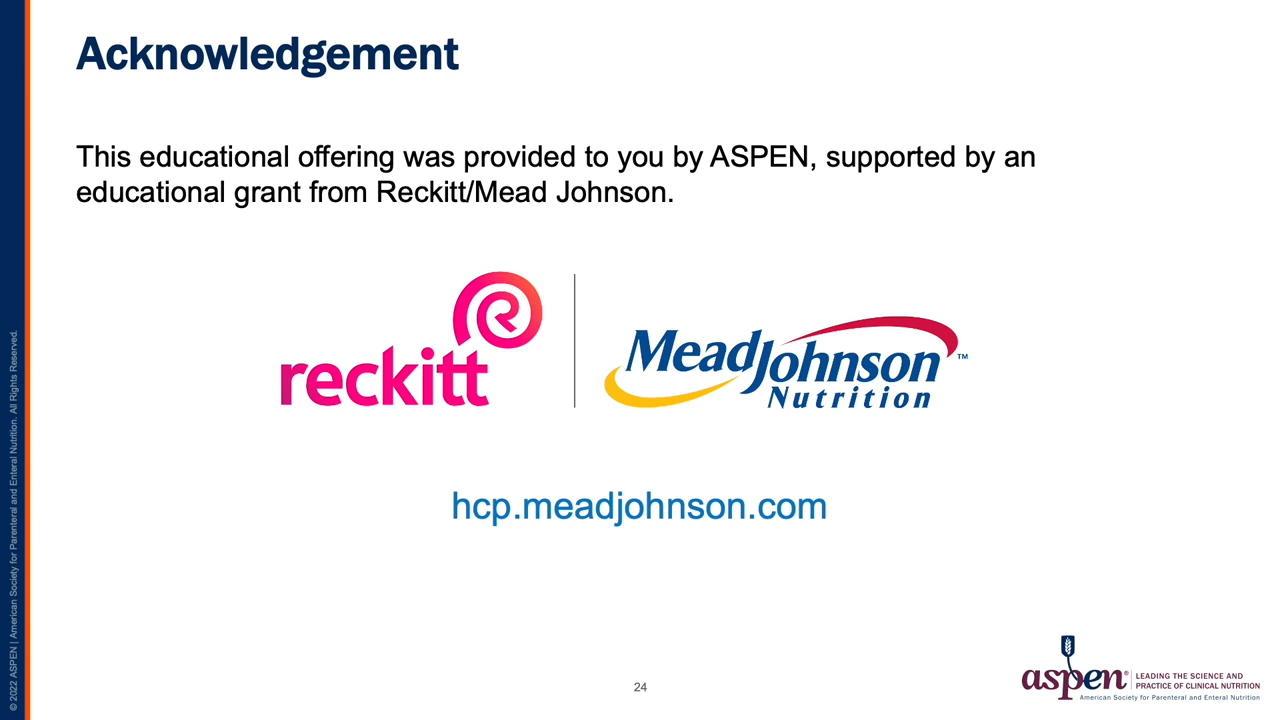 Acknowledgement
This educational offering was provided to you by ASPEN, supported by an
educational grant from Reckitt/Mead Johnson.
reckitt
MeadJohnson™
Nutrition
hcp.meadjohnson.com
© 2022 ASPEN | American Society for Parenteral and Enteral Nutrition. All Rights Reserved.
24
aspen®
LEADING THE SCIENCE AND
PRACTICE OF CLINICAL NUTRITION
American Society for Parenteral and Enteral Nutrition